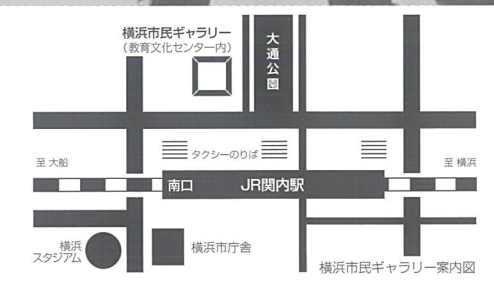 横浜市民ギャラリー
(教育文化センター内)
大通公園
タクシーのりば
至 大船
至 横浜
南口
JR関内駅
横浜
スタジアム
横浜市庁舎
横浜市民ギャラリー案内図